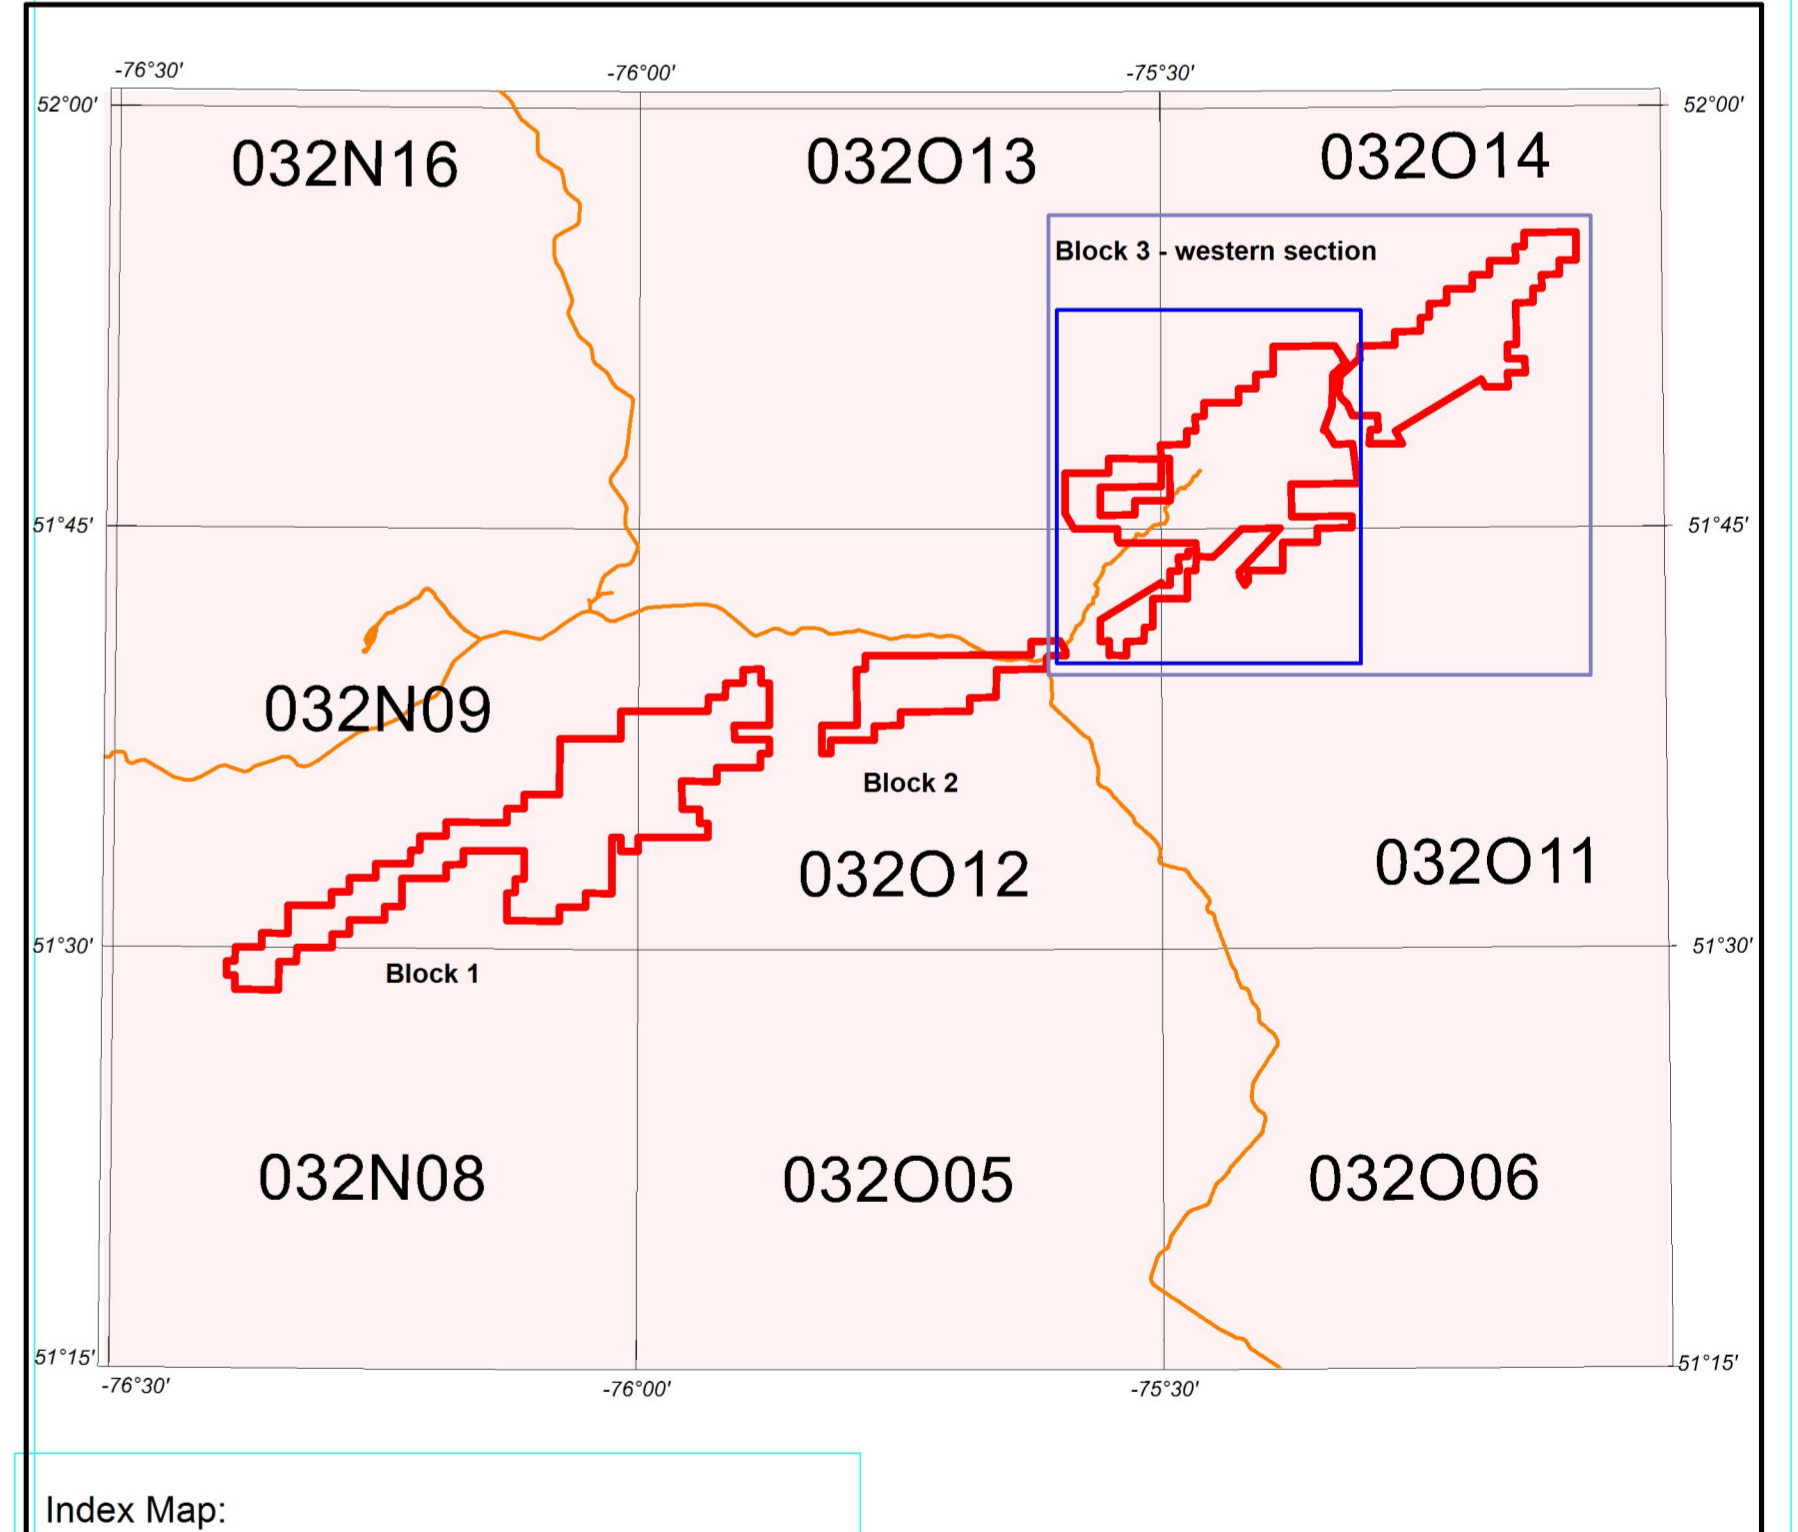 -76°30' -76°00' -75°30'
52°00' 52°00'
032N16 032O13 032O14
Block 3 - western section
51°45' 51°45'
032N09
Block 2
032O12 032O11
51°30' 51°30'
Block 1
032N08 032O05 032O06
51°15' 51°15'
-76°30' -76°00' -75°30'
Index Map: